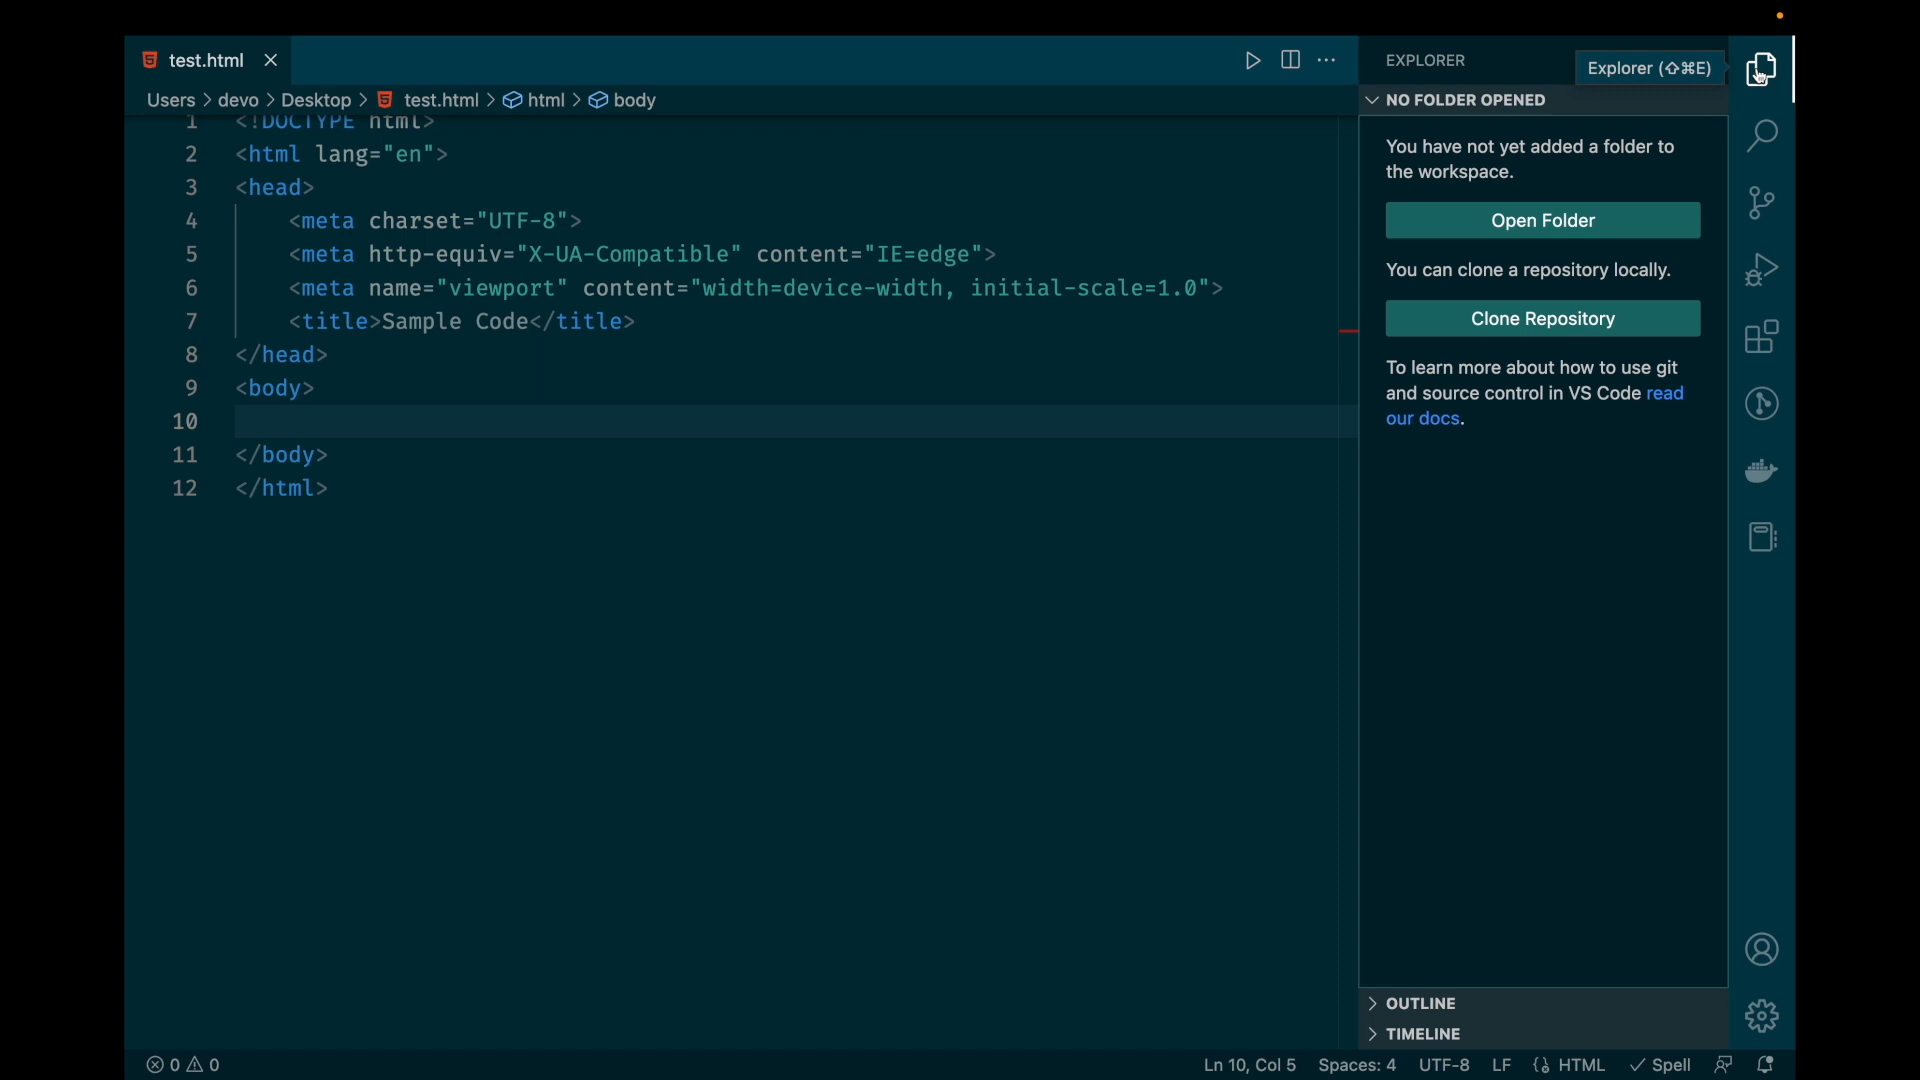 test.html
Users > devo > Desktop > test.html > html > body
1 <!DOCTYPE html>
2 <html lang="en">
3 <head>
4 <meta charset="UTF-8">
5 <meta http-equiv="X-UA-Compatible" content="IE=edge">
6 <meta name="viewport" content="width=device-width, initial-scale=1.0">
7 <title>Sample Code</title>
8 </head>
9 <body>
10
11 </body>
12 </html>
EXPLORER
Explorer (⇧⌘E)
NO FOLDER OPENED
You have not yet added a folder to
the workspace.
Open Folder
You can clone a repository locally.
Clone Repository
To learn more about how to use git
and source control in VS Code read
our docs.
OUTLINE
TIMELINE
0 0
Ln 10, Col 5 Spaces: 4 UTF-8 LF HTML Spell